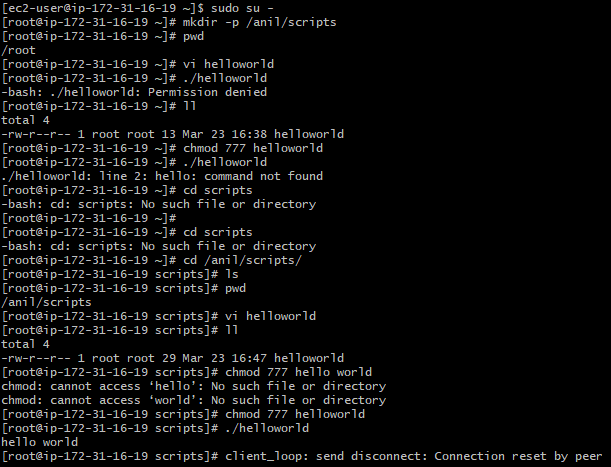 [ec2-user@ip-172-31-16-19 ~]$ sudo su -
[root@ip-172-31-16-19 ~]# mkdir -p /anil/scripts
[root@ip-172-31-16-19 ~]# pwd
/root
[root@ip-172-31-16-19 ~]# vi helloworld
[root@ip-172-31-16-19 ~]# ./helloworld
-bash: ./helloworld: Permission denied
[root@ip-172-31-16-19 ~]# ll
total 4
-rw-r--r-- 1 root root 13 Mar 23 16:38 helloworld
[root@ip-172-31-16-19 ~]# chmod 777 helloworld
[root@ip-172-31-16-19 ~]# ./helloworld
./helloworld: line 2: hello: command not found
[root@ip-172-31-16-19 ~]# cd scripts
-bash: cd: scripts: No such file or directory
[root@ip-172-31-16-19 ~]#
[root@ip-172-31-16-19 ~]# cd scripts
-bash: cd: scripts: No such file or directory
[root@ip-172-31-16-19 ~]# cd /anil/scripts/
[root@ip-172-31-16-19 scripts]# ls
[root@ip-172-31-16-19 scripts]# pwd
/anil/scripts
[root@ip-172-31-16-19 scripts]# vi helloworld
[root@ip-172-31-16-19 scripts]# ll
total 4
-rw-r--r-- 1 root root 29 Mar 23 16:47 helloworld
[root@ip-172-31-16-19 scripts]# chmod 777 hello world
chmod: cannot access ‘hello’: No such file or directory
chmod: cannot access ‘world’: No such file or directory
[root@ip-172-31-16-19 scripts]# chmod 777 helloworld
[root@ip-172-31-16-19 scripts]# ./helloworld
hello world
[root@ip-172-31-16-19 scripts]# client_loop: send disconnect: Connection reset by peer